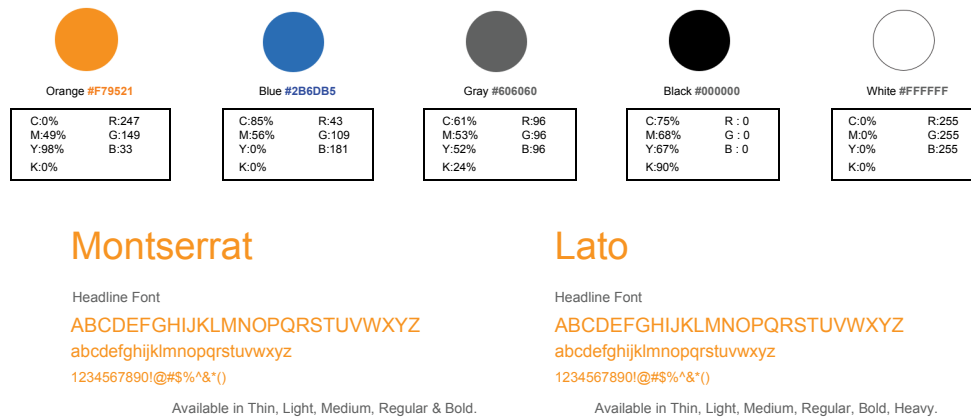 Orange #F79521
Blue #2B6DB5
Gray #606060
Black #000000
White #FFFFFF
C:0% R:247
M:49% G:149
Y:98% B:33
K:0%
C:85% R:43
M:56% G:109
Y:0% B:181
K:0%
C:61% R:96
M:53% G:96
Y:52% B:96
K:24%
C:75% R : 0
M:68% G : 0
Y:67% B : 0
K:90%
C:0% R:255
M:0% G:255
Y:0% B:255
K:0%
Montserrat
Headline Font
ABCDEFGHIJKLMNOPQRSTUVWXYZ
abcdefghijklmnopqrstuvwxyz
1234567890!@#$%^&*()
Available in Thin, Light, Medium, Regular & Bold.
Lato
Headline Font
ABCDEFGHIJKLMNOPQRSTUVWXYZ
abcdefghijklmnopqrstuvwxyz
1234567890!@#$%^&*()
Available in Thin, Light, Medium, Regular, Bold, Heavy.